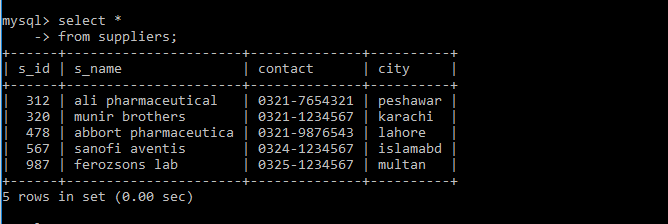 mysql> select *
    -> from suppliers;
+------+----------------------+--------------+-----------+
| s_id | s_name               | contact      | city      |
+------+----------------------+--------------+-----------+
|  312 | ali pharmaceutical   | 0321-7654321 | peshawar  |
|  320 | munir brothers       | 0321-1234567 | karachi   |
|  478 | abbort pharmaceutica | 0321-9876543 | lahore    |
|  567 | sanofi aventis       | 0324-1234567 | islamabd  |
|  987 | ferozsons lab        | 0325-1234567 | multan    |
+------+----------------------+--------------+-----------+
5 rows in set (0.00 sec)